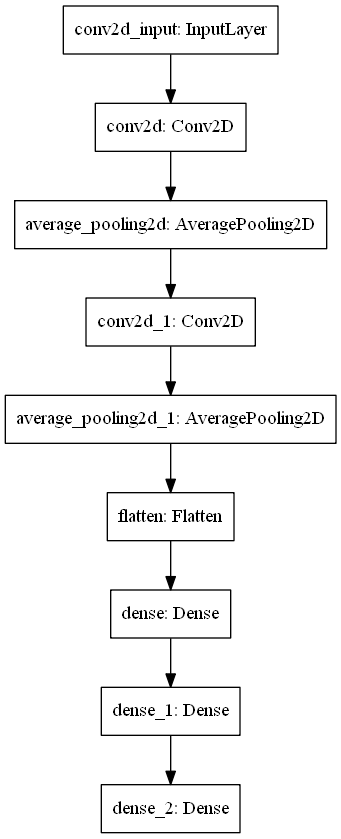 conv2d_input: InputLayer
conv2d: Conv2D
average_pooling2d: AveragePooling2D
conv2d_1: Conv2D
average_pooling2d_1: AveragePooling2D
flatten: Flatten
dense: Dense
dense_1: Dense
dense_2: Dense